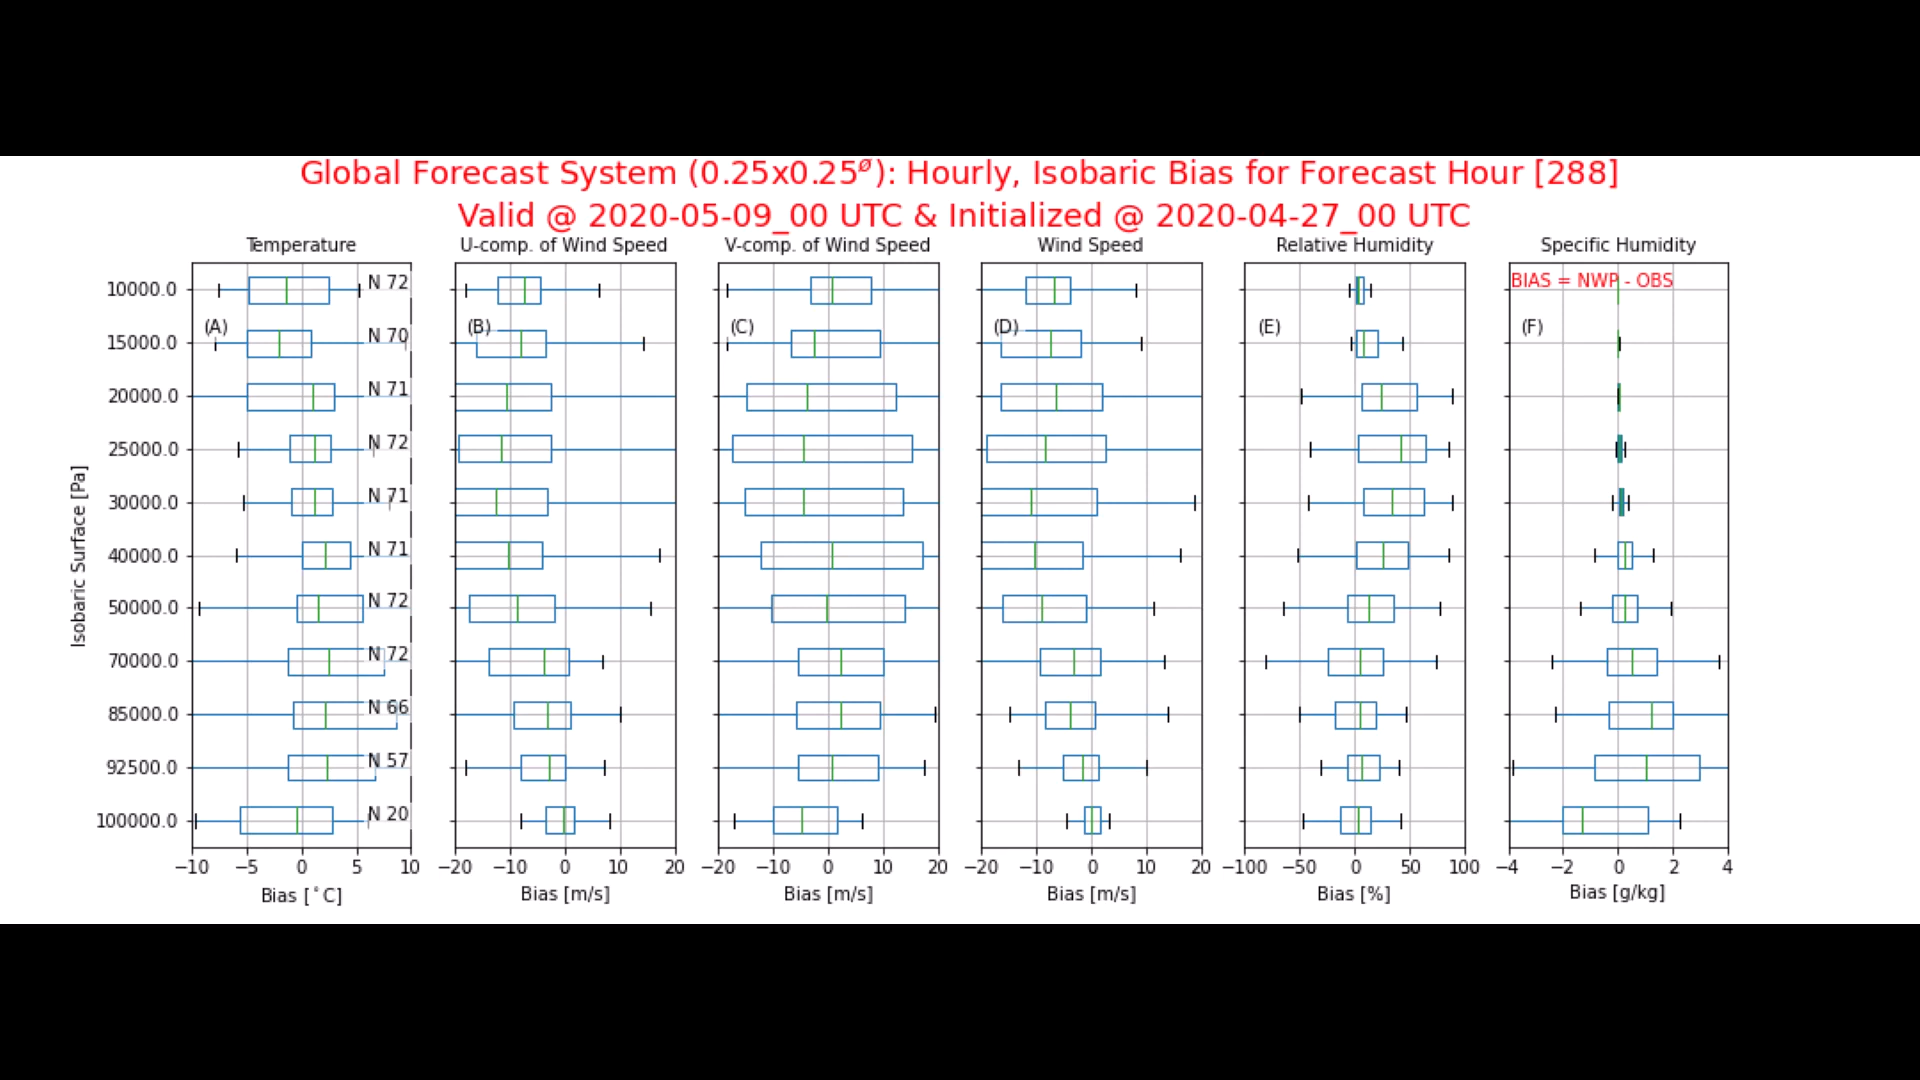 Global Forecast System (0.25x0.25ø): Hourly, Isobaric Bias for Forecast Hour [288]
Valid @ 2020-05-09_00 UTC & Initialized @ 2020-04-27_00 UTC
Temperature U-comp. of Wind Speed V-comp. of Wind Speed Wind Speed Relative Humidity Specific Humidity
10000.0 N 72 BIAS = NWP - OBS
(A) (B) (C) (D) (E) (F)
15000.0 N 70
20000.0 N 71
25000.0 N 72
30000.0 N 71
40000.0 N 71
50000.0 N 72
70000.0 N 72
85000.0 N 66
92500.0 N 57
100000.0 N 20
Isobaric Surface [Pa]
−10 −5 0 5 10 −20 −10 0 10 20 −20 −10 0 10 20 −20 −10 0 10 20 −100 −50 0 50 100 −4 −2 0 2 4
Bias [˚C] Bias [m/s] Bias [m/s] Bias [m/s] Bias [%] Bias [g/kg]